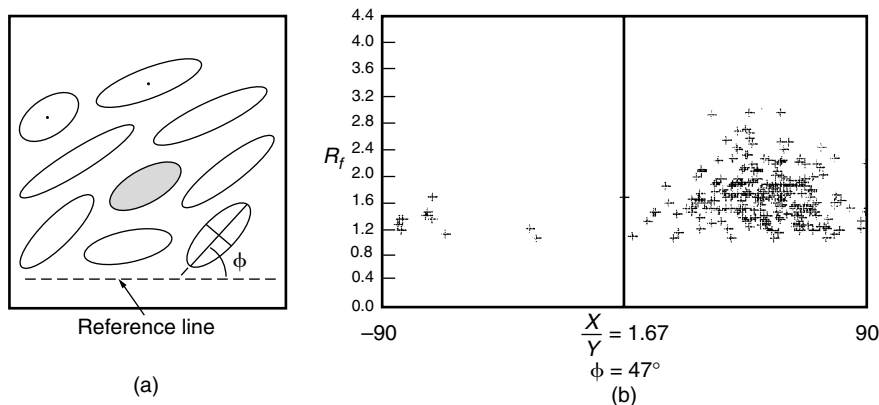 ϕ
Reference line
(a)
4.4
4.0
3.6
3.2
2.8
2.4
2.0
1.6
1.2
0.8
4.4
0.0
R_f
–90
X/Y = 1.67
90
ϕ = 47°
(b)